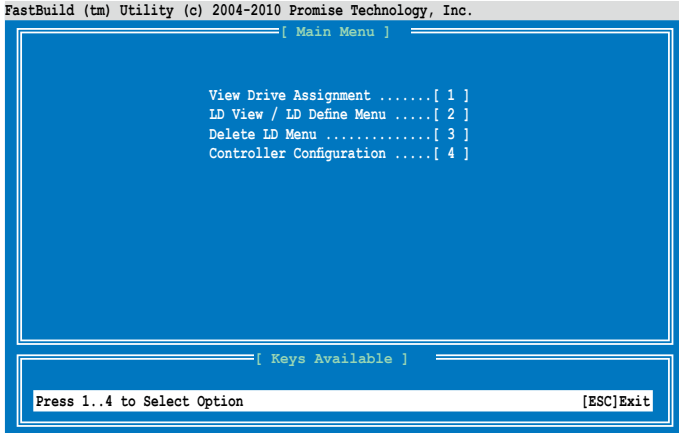 FastBuild (tm) Utility (c) 2004-2010 Promise Technology, Inc.
[ Main Menu ]
View Drive Assignment .......[ 1 ]
LD View / LD Define Menu .....[ 2 ]
Delete LD Menu ..............[ 3 ]
Controller Configuration .....[ 4 ]
[ Keys Available ]
Press 1..4 to Select Option [ESC]Exit